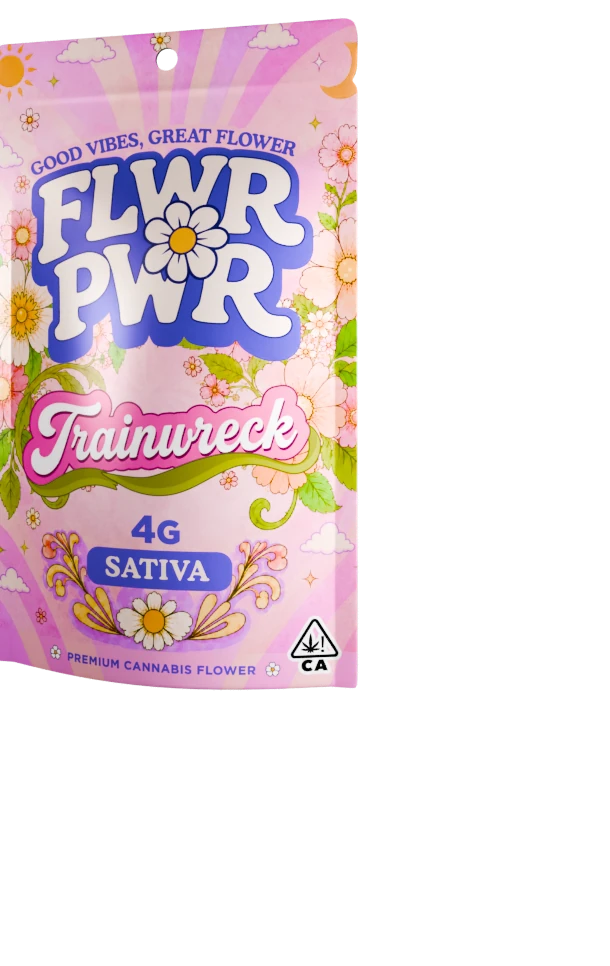 GOOD VIBES, GREAT FLOWER
FLWR
PWR
Trainwreck
4G
SATIVA
PREMIUM CANNABIS FLOWER
!
CA